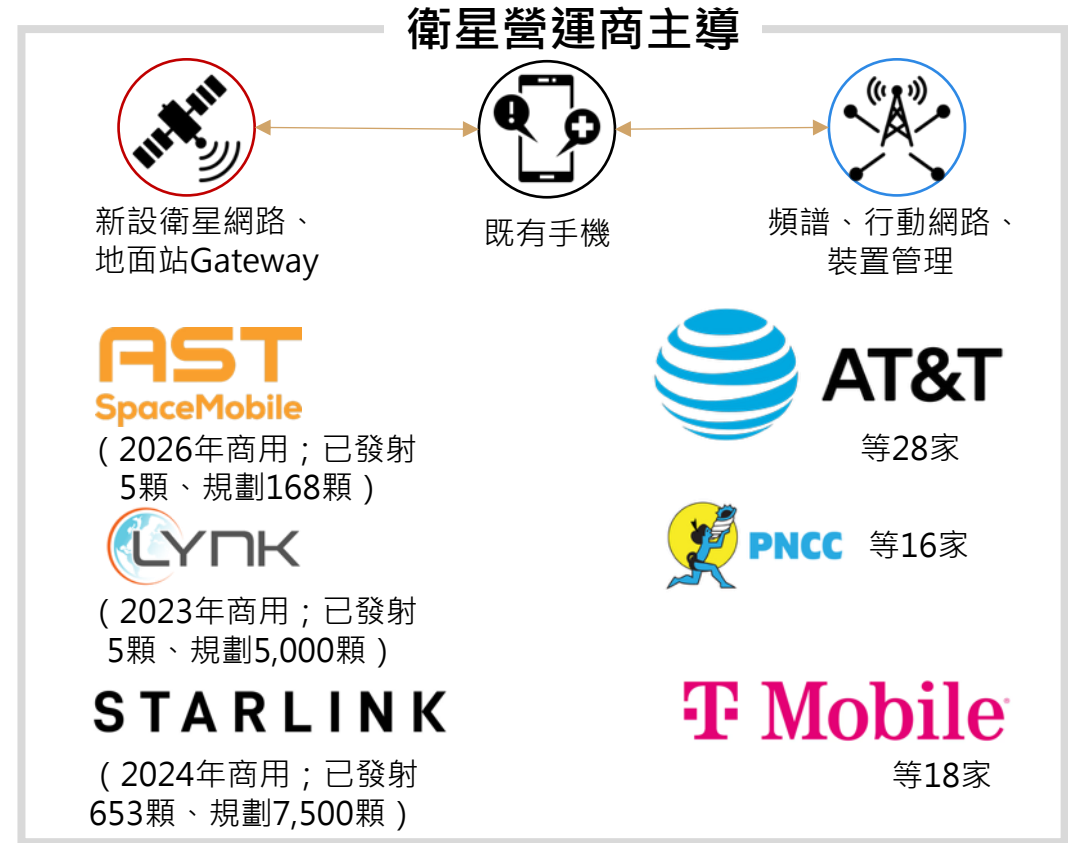 衛星營運商主導
新設衛星網路、
地面站Gateway
既有手機
頻譜、行動網路、
裝置管理
AST
SpaceMobile
(2026年商用；已發射
5顆、規劃168顆)
AT&T
等28家
LYNK
(2023年商用；已發射
5顆、規劃5,000顆)
PNCC 等16家
STARLINK
(2024年商用；已發射
653顆、規劃7,500顆)
T Mobile
等18家